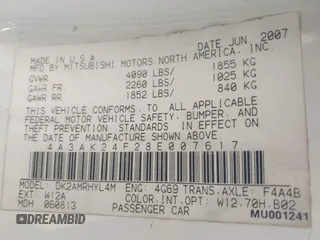 MADE IN U.S.A DATE JUN, 2007
MFD BY MITSUBISHI MOTORS NORTH AMERICA, INC.
GVWR 4090 LBS/ 1855 KG
GAWR FR. 2260 LBS/ 1025 KG
GAWR RR 1852 LBS/ 840 KG
THIS VEHICLE CONFORMS TO ALL APPLICABLE
FEDERAL MOTOR VEHICLE SAFETY, BUMPER, AND
THEFT PREVENTION STANDARDS IN EFFECT ON
THE DATE OF MANUFACTURE SHOWN ABOVE.
4A3AK24F28E007617
MODEL: DK2AMRHYL4M ENG: 4G69 TRANS.AXLE: F4A4B
EXT: W12A COLOR.INT.OPT: W12.70H.B02
MDH 060813 PASSENGER CAR MU001241
DREAMBID